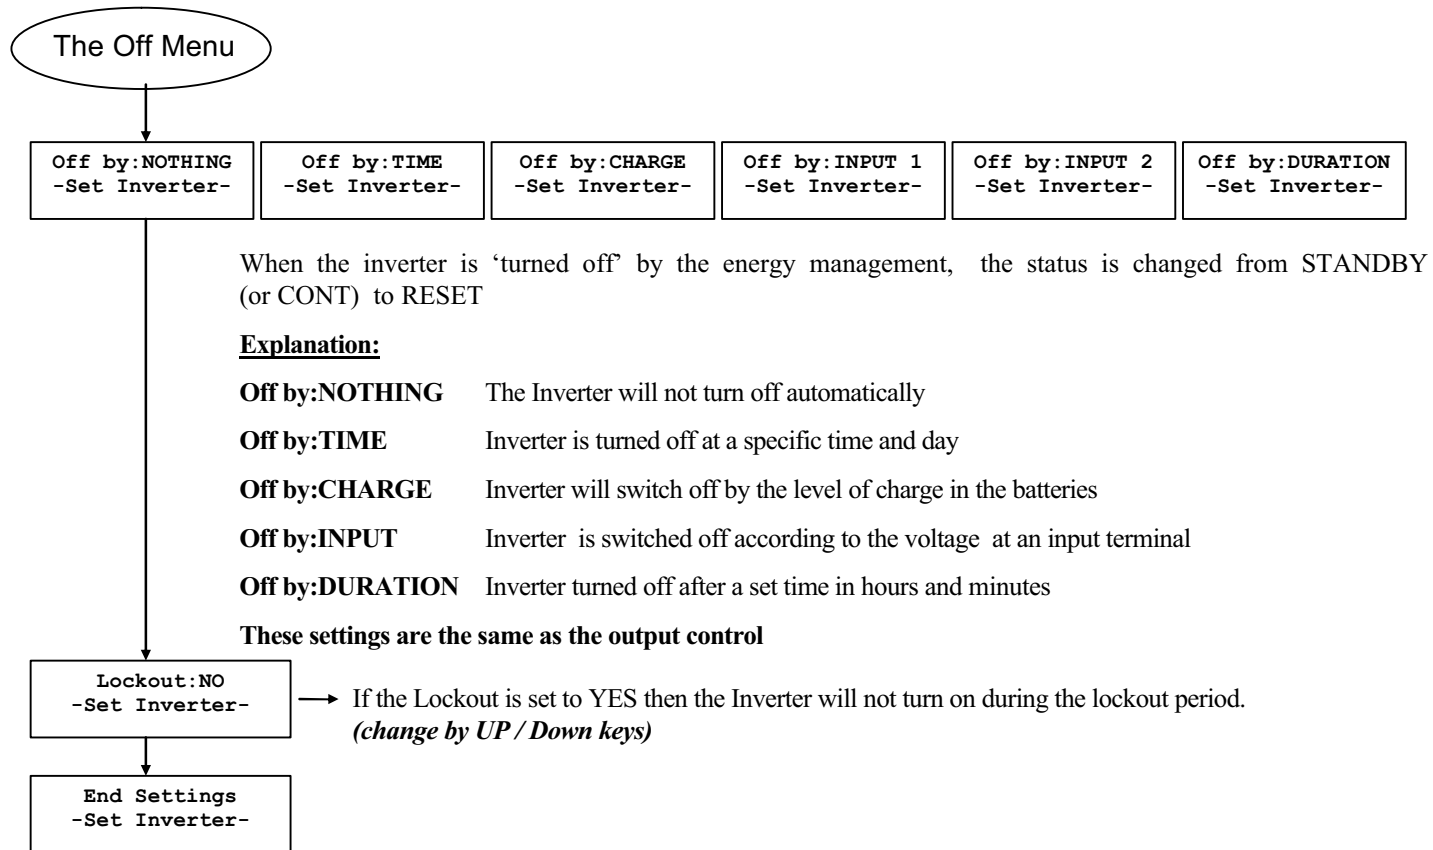 The Off Menu
Off by:NOTHING
-Set Inverter-
Off by:TIME
-Set Inverter-
Off by:CHARGE
-Set Inverter-
Off by:INPUT 1
-Set Inverter-
Off by:INPUT 2
-Set Inverter-
Off by:DURATION
-Set Inverter-
When the inverter is ‘turned off’ by the energy management, the status is changed from STANDBY
(or CONT) to RESET
Explanation:
Off by:NOTHING The Inverter will not turn off automatically
Off by:TIME Inverter is turned off at a specific time and day
Off by:CHARGE Inverter will switch off by the level of charge in the batteries
Off by:INPUT Inverter is switched off according to the voltage at an input terminal
Off by:DURATION Inverter turned off after a set time in hours and minutes
These settings are the same as the output control
Lockout:NO
-Set Inverter-
If the Lockout is set to YES then the Inverter will not turn on during the lockout period.
(change by UP / Down keys)
End Settings
-Set Inverter-